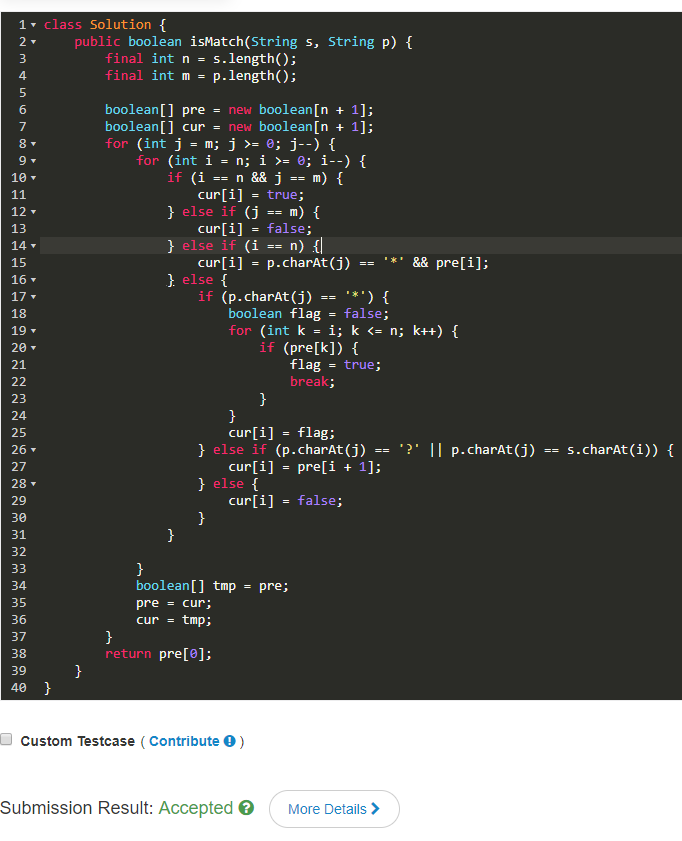 1 class Solution {
2     public boolean isMatch(String s, String p) {
3         final int n = s.length();
4         final int m = p.length();
5
6         boolean[] pre = new boolean[n + 1];
7         boolean[] cur = new boolean[n + 1];
8         for (int j = m; j >= 0; j--) {
9             for (int i = n; i >= 0; i--) {
10                 if (i == n && j == m) {
11                     cur[i] = true;
12                 } else if (j == m) {
13                     cur[i] = false;
14                 } else if (i == n) {
15                     cur[i] = p.charAt(j) == '*' && pre[i];
16                 } else {
17                     if (p.charAt(j) == '*') {
18                         boolean flag = false;
19                         for (int k = i; k <= n; k++) {
20                             if (pre[k]) {
21                                 flag = true;
22                                 break;
23                             }
24                         }
25                         cur[i] = flag;
26                     } else if (p.charAt(j) == '?' || p.charAt(j) == s.charAt(i)) {
27                         cur[i] = pre[i + 1];
28                     } else {
29                         cur[i] = false;
30                     }
31                 }
32
33             }
34             boolean[] tmp = pre;
35             pre = cur;
36             cur = tmp;
37         }
38         return pre[0];
39     }
40 }
Custom Testcase ( Contribute ! )
Submission Result: Accepted ? More Details >